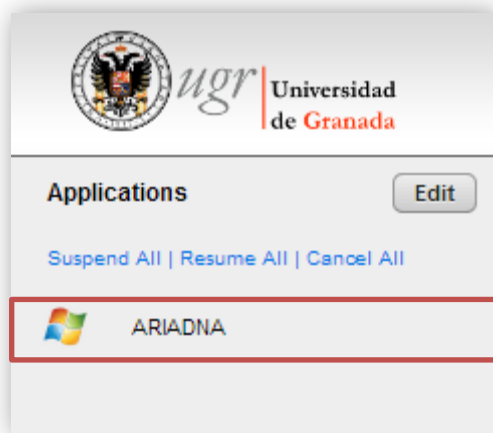 ugr Universidad
de Granada
Applications Edit
Suspend All | Resume All | Cancel All
ARIADNA